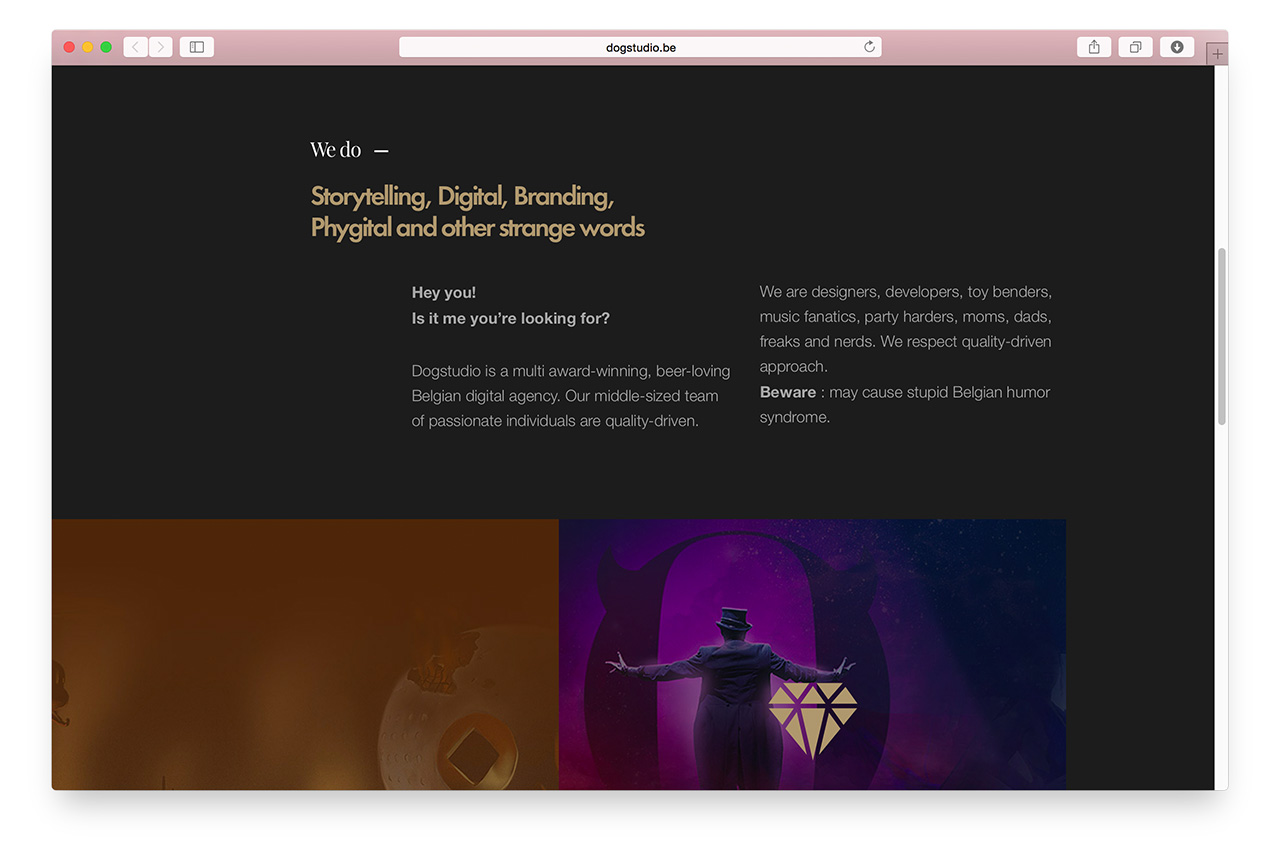 dogstudio.be
We do —
Storytelling, Digital, Branding,
Phygital and other strange words
Hey you!
Is it me you’re looking for?
Dogstudio is a multi award-winning, beer-loving
Belgian digital agency. Our middle-sized team
of passionate individuals are quality-driven.
We are designers, developers, toy benders,
music fanatics, party harders, moms, dads,
freaks and nerds. We respect quality-driven
approach.
Beware : may cause stupid Belgian humor
syndrome.